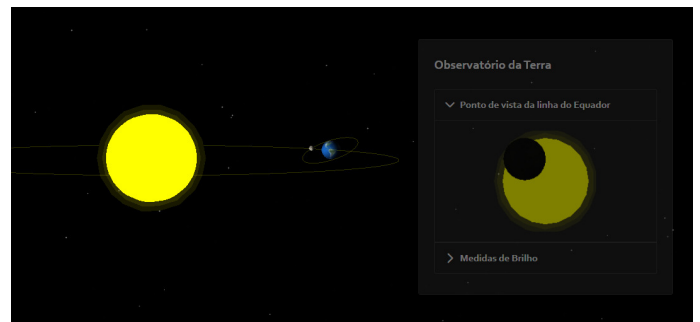 Observatório da Terra
Ponto de vista da linha do Equador
Medidas de Brilho